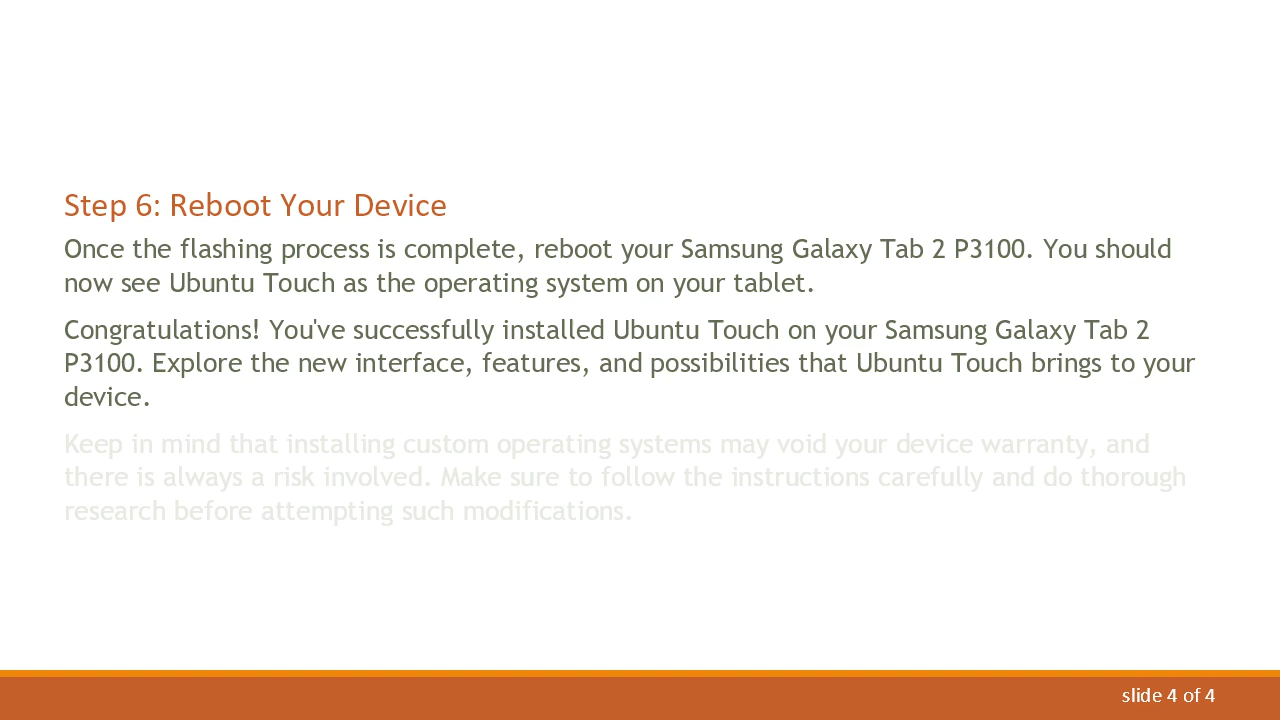 Step 6: Reboot Your Device
Once the flashing process is complete, reboot your Samsung Galaxy Tab 2 P3100. You should
now see Ubuntu Touch as the operating system on your tablet.
Congratulations! You've successfully installed Ubuntu Touch on your Samsung Galaxy Tab 2
P3100. Explore the new interface, features, and possibilities that Ubuntu Touch brings to your
device.
Keep in mind that installing custom operating systems may void your device warranty, and
there is always a risk involved. Make sure to follow the instructions carefully and do thorough
research before attempting such modifications.
slide 4 of 4